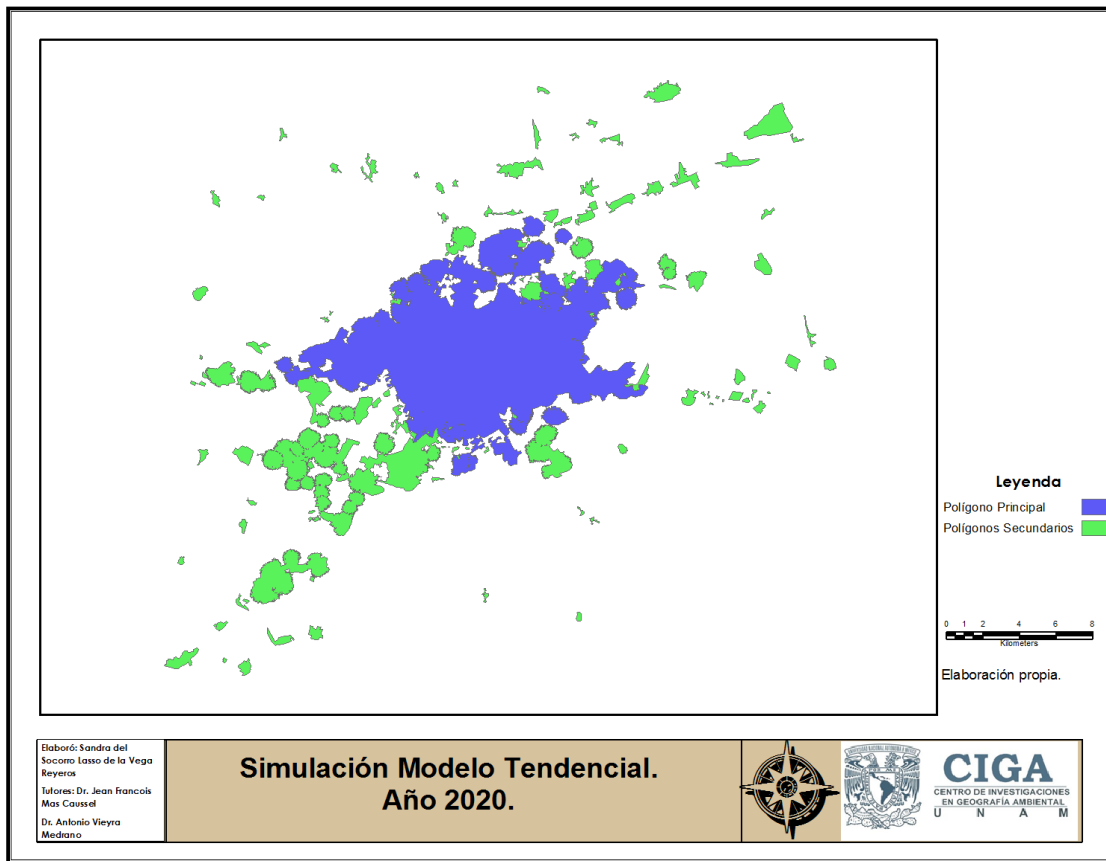 Leyenda
Polígono Principal
Polígonos Secundarios
0 1 2 4 6 8
Kilometers
Elaboración propia.
Elaboró: Sandra del
Socorro Lasso de la Vega
Reyeros
Tutores: Dr. Jean Francois
Mas Caussel
Dr. Antonio Vieyra
Medrano
Simulación Modelo Tendencial.
Año 2020.
CIGA
CENTRO DE INVESTIGACIONES
EN GEOGRAFÍA AMBIENTAL
U N A M